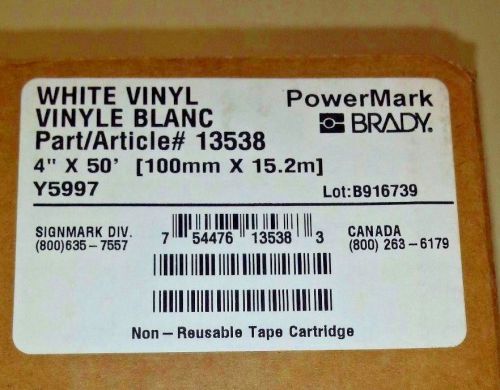 WHITE VINYL
VINYLE BLANC
Part/Article# 13538
4" X 50' [100mm X 15.2m]
Y5997
PowerMark
BRADY.
Lot:B916739
SIGNMARK DIV.
(800)635-7557
7 54476 13538 3
CANADA
(800) 263-6179
Non-Reusable Tape Cartridge